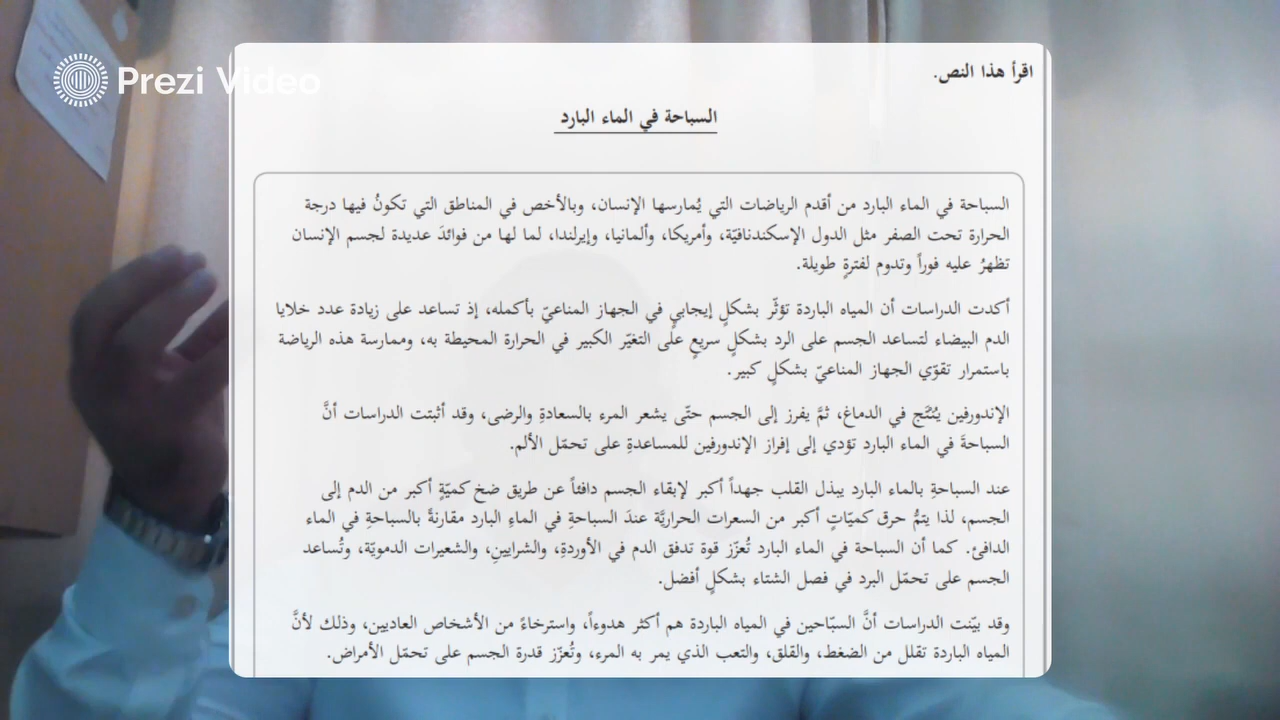 Prezi Video
اقرأ هذا النص.
السباحة في الماء البارد
السباحة في الماء البارد من أقدم الرياضات التي يُمارسها الإنسان، وبالأخص في المناطق التي تكونُ فيها درجة
الحرارة تحت الصفر مثل الدول الإسكندنافيّة، وأمريكا، وألمانيا، وإيرلندا، لما لها من فوائدَ عديدة لجسم الإنسان
تظهرُ عليه فوراً وتدوم لفترةٍ طويلة.
أكدت الدراسات أن المياه الباردة تؤثّر بشكلٍ إيجابيٍ في الجهاز المناعيّ بأكمله، إذ تساعد على زيادة عدد خلايا
الدم البيضاء لتساعد الجسم على الرد بشكلٍ سريعٍ على التغيّر الكبير في الحرارة المحيطة به، وممارسة هذه الرياضة
باستمرار تقوّي الجهاز المناعيّ بشكلٍ كبير.
الإندورفين يُنْتَج في الدماغ، ثمَّ يفرز إلى الجسم حتّى يشعر المرء بالسعادةِ والرضى، وقد أثبتت الدراسات أنَّ
السباحةَ في الماء البارد تؤدي إلى إفراز الإندورفين للمساعدةِ على تحمّل الألم.
عند السباحةِ بالماء البارد يبذل القلب جهداً أكبر لإبقاء الجسم دافئاً عن طريق ضخ كميّةٍ أكبر من الدم إلى
الجسم، لذا يتمُّ حرق كميّاتٍ أكبر من السعرات الحراريَّة عندَ السباحةِ في الماءِ البارد مقارنةً بالسباحةِ في الماء
الدافئ. كما أن السباحة في الماء البارد تُعزّز قوة تدفق الدم في الأوردةِ، والشرايينِ، والشعيرات الدمويّة، وتُساعد
الجسم على تحمّل البرد في فصل الشتاء بشكلٍ أفضل.
وقد بيّنت الدراسات أنَّ السبّاحين في المياه الباردة هم أكثر هدوءاً، واسترخاءً من الأشخاص العاديين، وذلك لأنَّ
المياه الباردة تقلل من الضغط، والقلق، والتعب الذي يمر به المرء، وتُعزّز قدرة الجسم على تحمّل الأمراض.